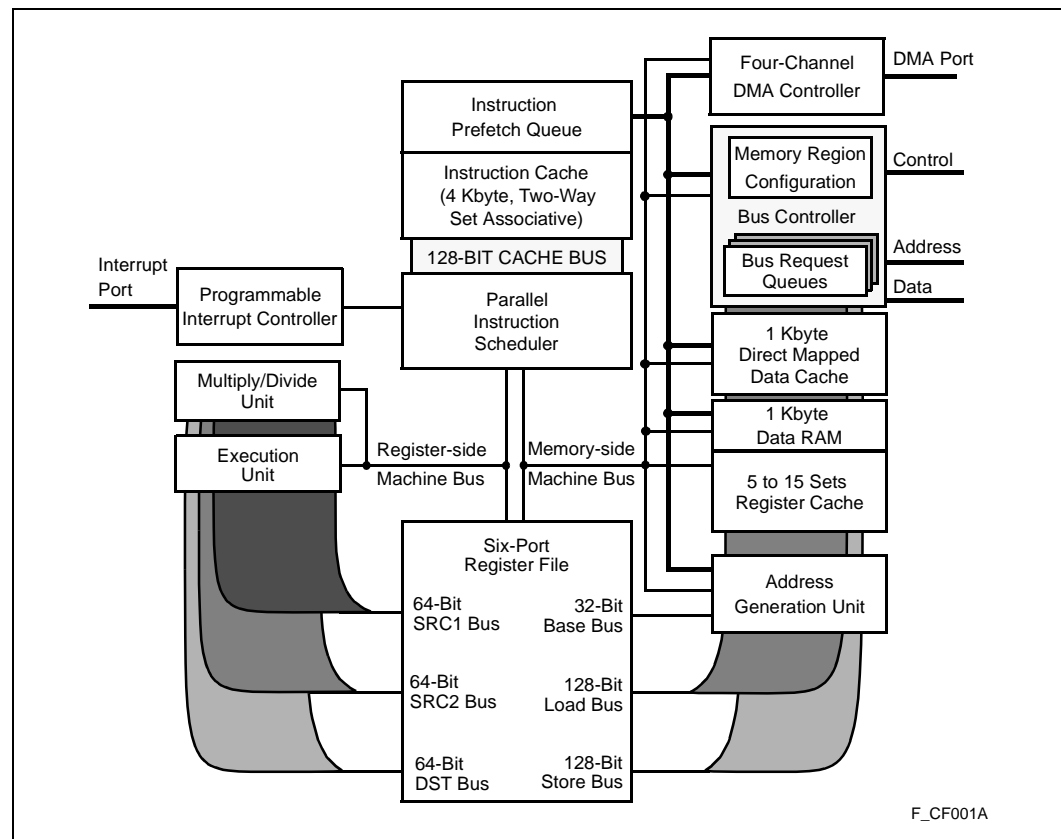 Four-Channel
DMA Controller
DMA Port
Instruction
Prefetch Queue
Memory Region
Configuration
Control
Instruction Cache
(4 Kbyte, Two-Way
Set Associative)
Bus Controller
128-BIT CACHE BUS
Bus Request
Queues
Address
Data
Interrupt
Port
Programmable
Interrupt Controller
Parallel
Instruction
Scheduler
1 Kbyte
Direct Mapped
Data Cache
Multiply/Divide
Unit
1 Kbyte
Data RAM
Execution
Unit
Register-side
Machine Bus
Memory-side
Machine Bus
5 to 15 Sets
Register Cache
Six-Port
Register File
Address
Generation Unit
64-Bit
SRC1 Bus
32-Bit
Base Bus
64-Bit
SRC2 Bus
128-Bit
Load Bus
64-Bit
DST Bus
128-Bit
Store Bus
F_CF001A